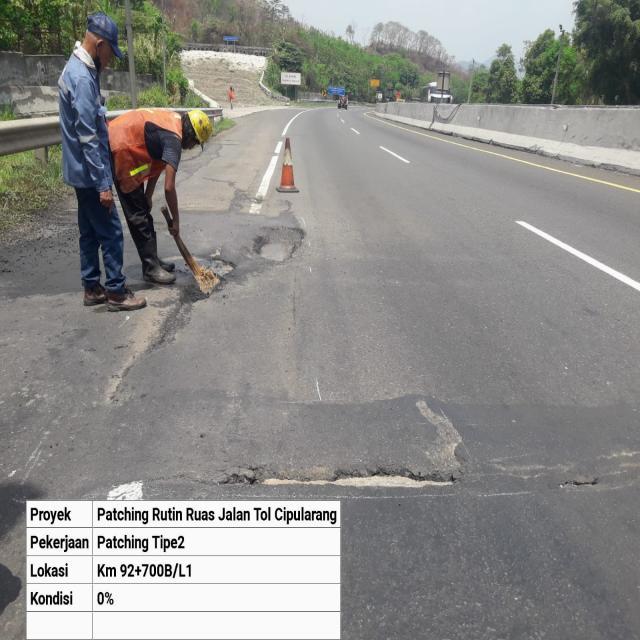 Proyek Patching Rutin Ruas Jalan Tol Cipularang
Pekerjaan Patching Tipe2
Lokasi Km 92+700B/L1
Kondisi 0%